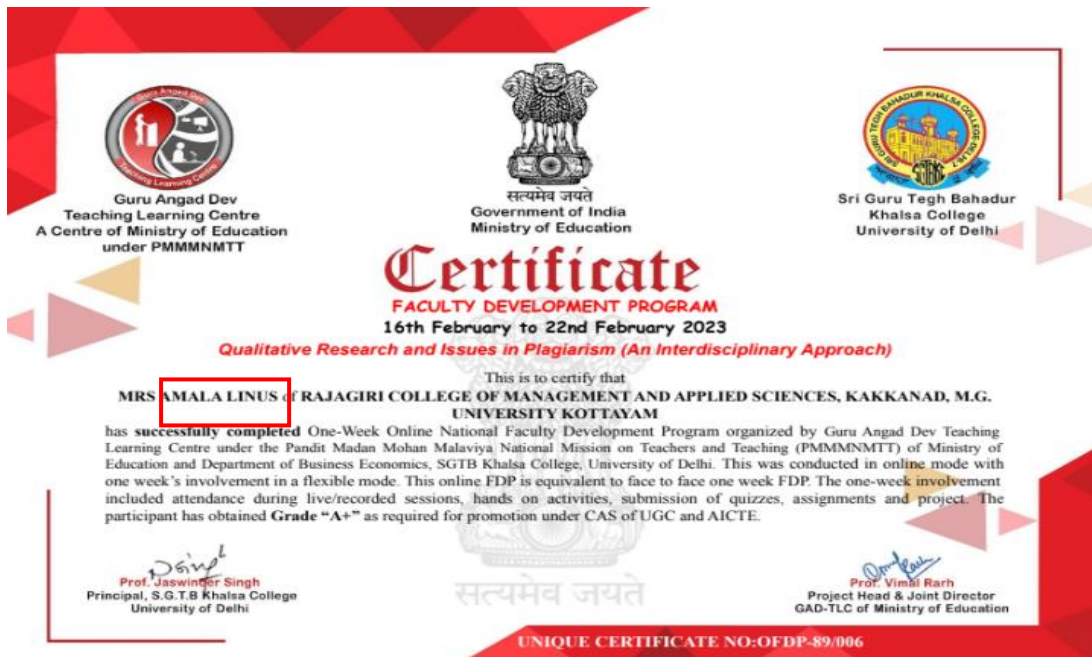 Guru Angad Dev
Teaching Learning Centre
Guru Angad Dev
Teaching Learning Centre
A Centre of Ministry of Education
under PMMMNMTT
सत्यमेव जयते
Government of India
Ministry of Education
SRI GURU TEGH BAHADUR KHALSA COLLEGE DELHI-7
Sri Guru Tegh Bahadur
Khalsa College
University of Delhi
Certificate
FACULTY DEVELOPMENT PROGRAM
16th February to 22nd February 2023
Qualitative Research and Issues in Plagiarism (An Interdisciplinary Approach)
This is to certify that
MRS AMALA LINUS of RAJAGIRI COLLEGE OF MANAGEMENT AND APPLIED SCIENCES, KAKKANAD, M.G.
UNIVERSITY KOTTAYAM
has successfully completed One-Week Online National Faculty Development Program organized by Guru Angad Dev Teaching
Learning Centre under the Pandit Madan Mohan Malaviya National Mission on Teachers and Teaching (PMMMNMTT) of Ministry of
Education and Department of Business Economics, SGTB Khalsa College, University of Delhi. This was conducted in online mode with
one week's involvement in a flexible mode. This online FDP is equivalent to face to face one week FDP. The one-week involvement
included attendance during live/recorded sessions, hands on activities, submission of quizzes, assignments and project. The
participant has obtained Grade “A+” as required for promotion under CAS of UGC and AICTE.
सत्यमेव जयते
Prof. Jaswinder Singh
Principal, S.G.T.B Khalsa College
University of Delhi
Prof. Vimal Rarh
Project Head & Joint Director
GAD-TLC of Ministry of Education
UNIQUE CERTIFICATE NO:OFDP-89/006